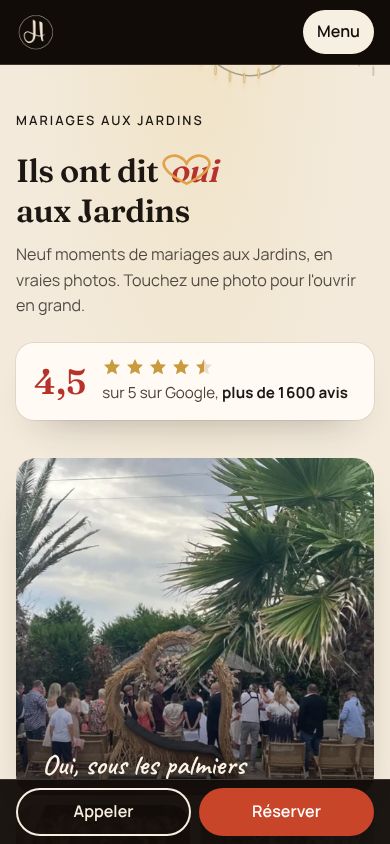 Menu
MARIAGES AUX JARDINS
Ils ont dit oui
aux Jardins
Neuf moments de mariages aux Jardins, en
vraies photos. Touchez une photo pour l'ouvrir
en grand.
4,5
sur 5 sur Google, plus de 1 600 avis
Oui, sous les palmiers
Appeler
Réserver